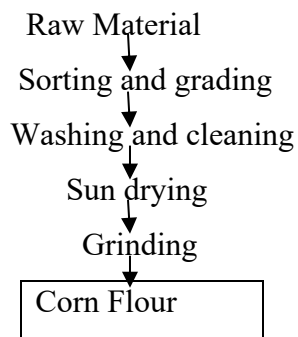 Raw Material
Sorting and grading
Washing and cleaning
Sun drying
Grinding
Corn Flour